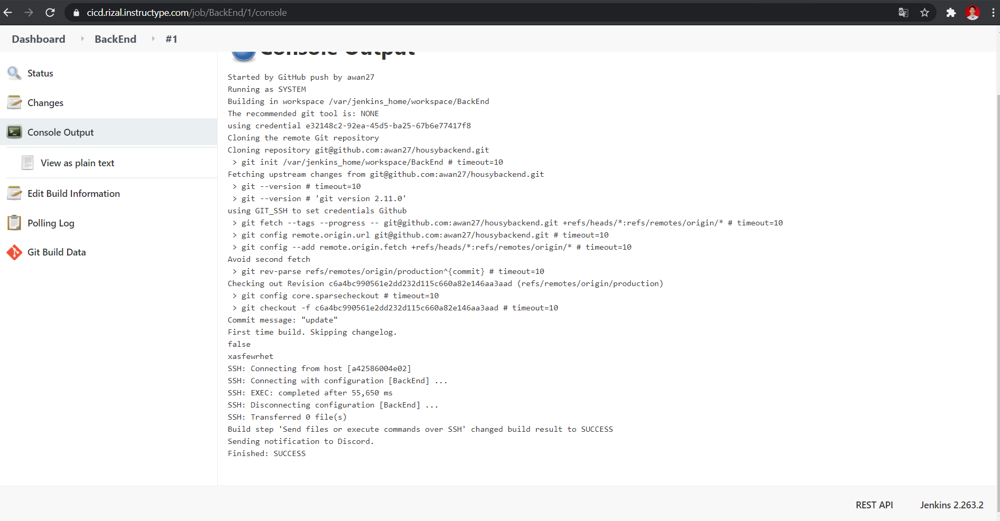 cicd.rizal.instructype.com/job/BackEnd/1/console
Dashboard BackEnd #1
Console Output
Status
Changes
Console Output
View as plain text
Edit Build Information
Polling Log
Git Build Data
Started by GitHub push by awan27
Running as SYSTEM
Building in workspace /var/jenkins_home/workspace/BackEnd
The recommended git tool is: NONE
using credential e32148c2-92ea-45d5-ba25-67b6e77417f8
Cloning the remote Git repository
Cloning repository git@github.com:awan27/housybackend.git
> git init /var/jenkins_home/workspace/BackEnd # timeout=10
Fetching upstream changes from git@github.com:awan27/housybackend.git
> git --version # timeout=10
> git --version # 'git version 2.11.0'
using GIT_SSH to set credentials Github
> git fetch --tags --progress -- git@github.com:awan27/housybackend.git +refs/heads/*:refs/remotes/origin/* # timeout=10
> git config remote.origin.url git@github.com:awan27/housybackend.git # timeout=10
> git config --add remote.origin.fetch +refs/heads/*:refs/remotes/origin/* # timeout=10
Avoid second fetch
> git rev-parse refs/remotes/origin/production^{commit} # timeout=10
Checking out Revision c6a4bc990561e2dd232d115c660a82e146aa3aad (refs/remotes/origin/production)
> git config core.sparsecheckout # timeout=10
> git checkout -f c6a4bc990561e2dd232d115c660a82e146aa3aad # timeout=10
Commit message: "update"
First time build. Skipping changelog.
false
xasfewrhet
SSH: Connecting from host [a42586004e02]
SSH: Connecting with configuration [BackEnd] ...
SSH: EXEC: completed after 55,650 ms
SSH: Disconnecting configuration [BackEnd] ...
SSH: Transferred 0 file(s)
Build step 'Send files or execute commands over SSH' changed build result to SUCCESS
Sending notification to Discord.
Finished: SUCCESS
REST API Jenkins 2.263.2